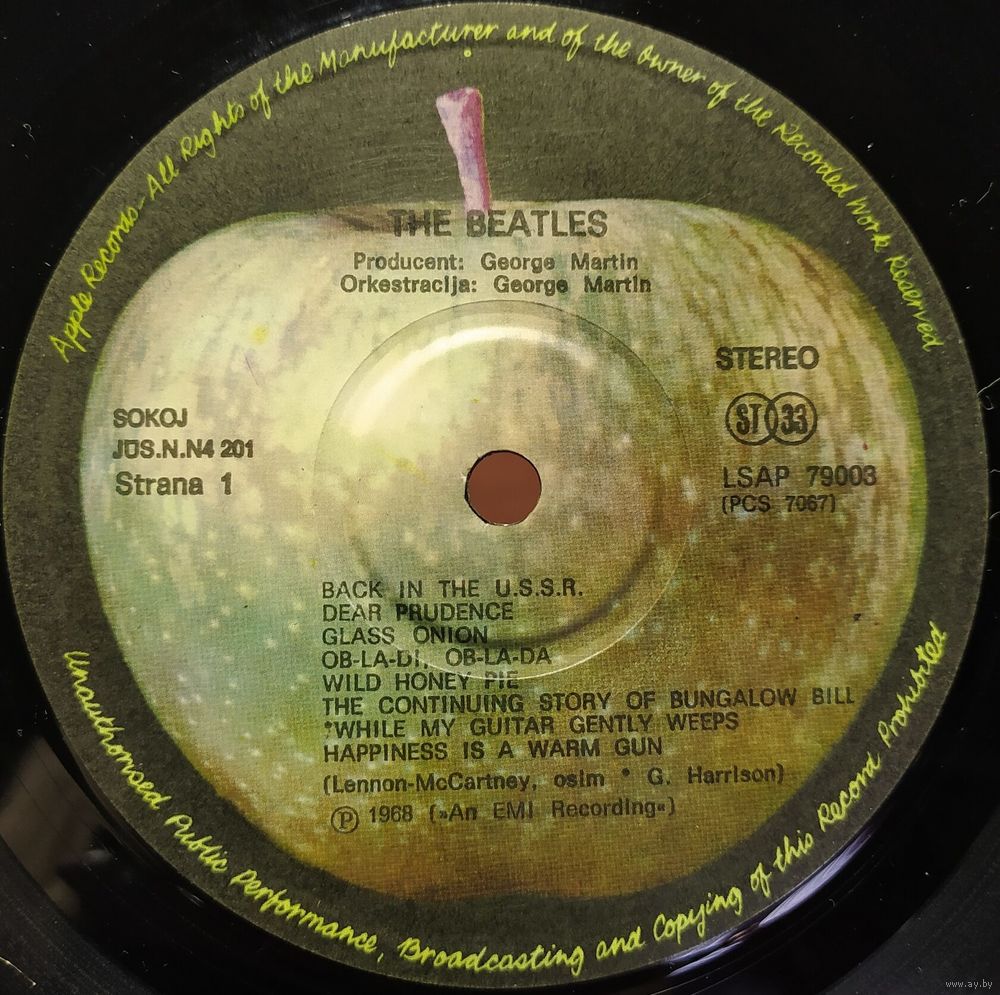 Apple Records-All Rights of the Manufacturer and of the Owner of the Recorded Work Reserved
THE BEATLES
Producent: George Martin
Orkestracija: George Martin
STEREO
ST 33
LSAP 79003
(PCS 7067)
SOKOJ
JUS.N.N4 201
Strana 1
BACK IN THE U.S.S.R.
DEAR PRUDENCE
GLASS ONION
OB-LA-DI, OB-LA-DA
WILD HONEY PIE
THE CONTINUING STORY OF BUNGALOW BILL
*WHILE MY GUITAR GENTLY WEEPS
HAPPINESS IS A WARM GUN
(Lennon-McCartney, osim * G. Harrison)
Ⓟ 1968 (»An EMI Recording«)
Unauthorised Public Performance, Broadcasting and Copying of this Record Prohibited
www.ay.by